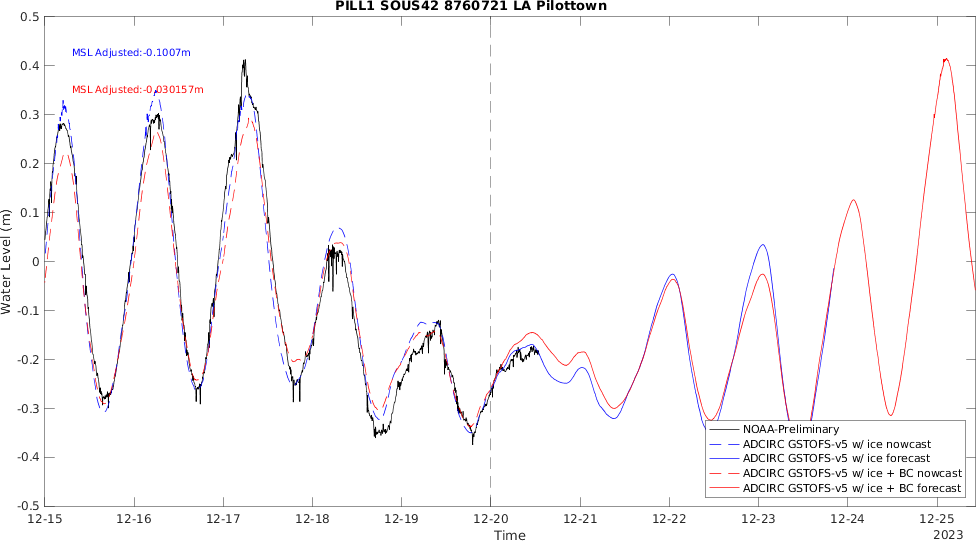 PILL1 SOUS42 8760721 LA Pilottown
MSL Adjusted:-0.1007m
MSL Adjusted:-0.030157m
Water Level (m)
0.5
0.4
0.3
0.2
0.1
0
-0.1
-0.2
-0.3
-0.4
-0.5
NOAA-Preliminary
ADCIRC GSTOFS-v5 w/ ice nowcast
ADCIRC GSTOFS-v5 w/ ice forecast
ADCIRC GSTOFS-v5 w/ ice + BC nowcast
ADCIRC GSTOFS-v5 w/ ice + BC forecast
12-15 12-16 12-17 12-18 12-19 12-20 12-21 12-22 12-23 12-24 12-25
Time
2023